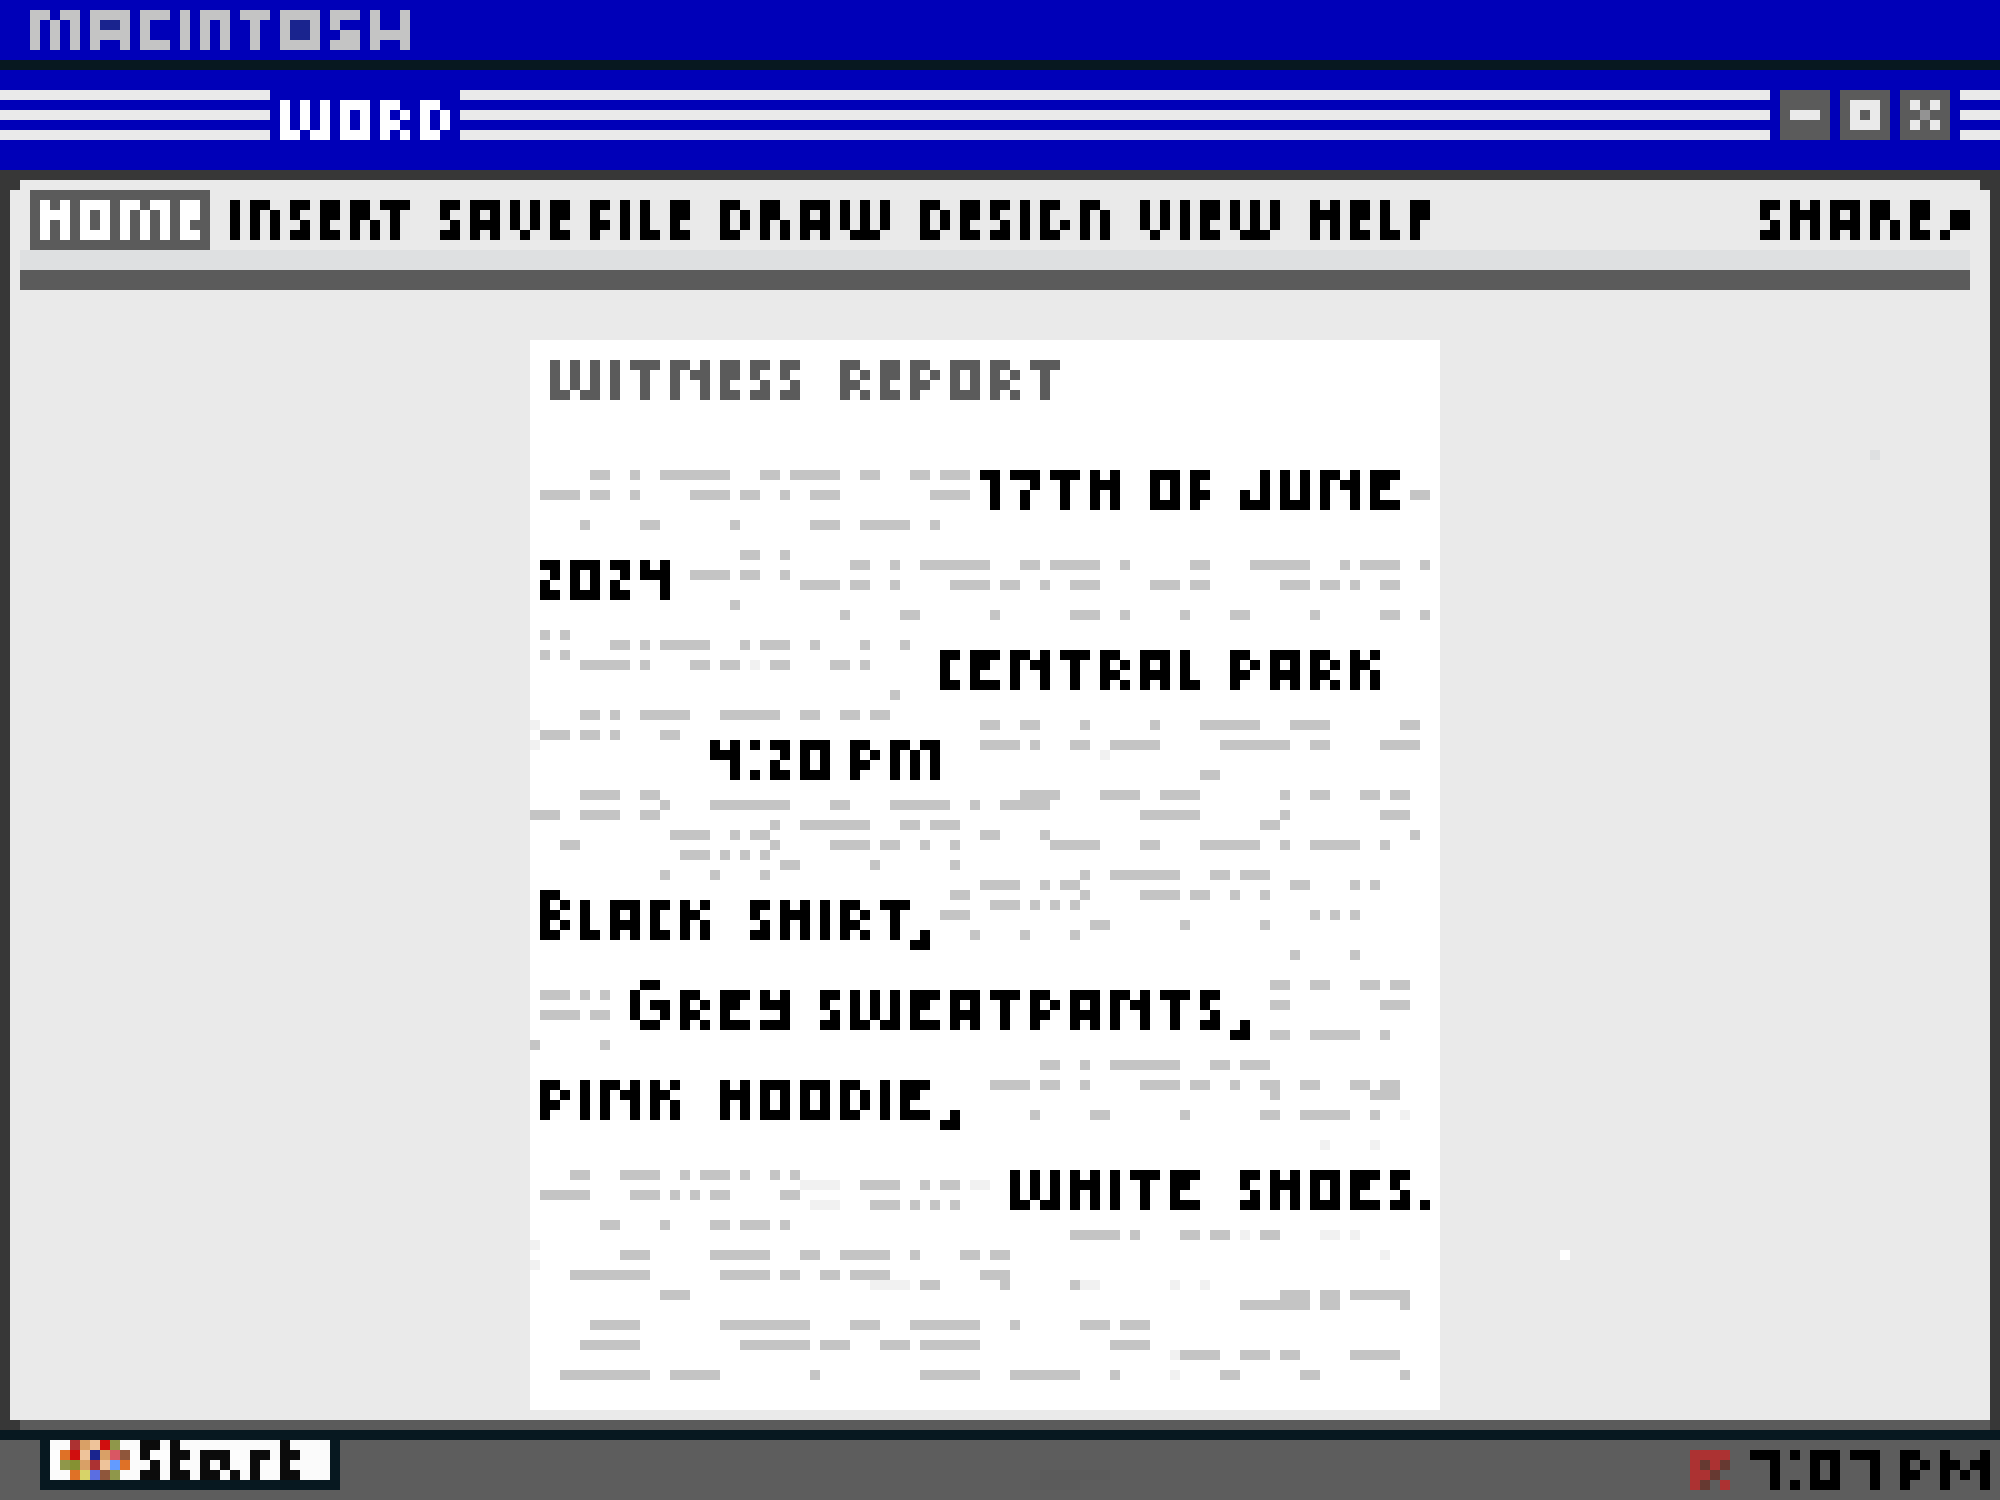 MACINTOSH
WORD
HOME INSERT SAVE FILE DRAW DESIGN VIEW HELP SHARE
WITNESS REPORT
17TH OF JUNE
2024
CENTRAL PARK
4:20 PM
BLACK SHIRT,
GREY SWEATPANTS,
PINK HOODIE,
WHITE SHOES.
Start 7:07 PM